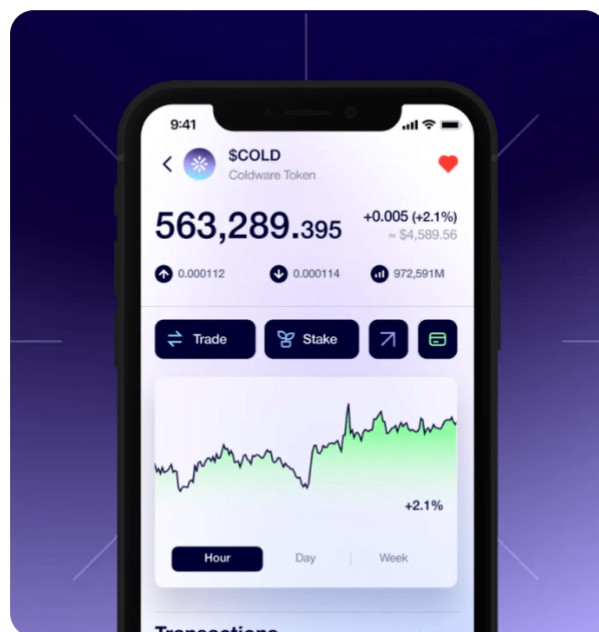 9:41
$COLD
Coldware Token
563,289.395
+0.005 (+2.1%)
≈ $4,589.56
0.000112 0.000114 972,591M
Trade Stake
+2.1%
Hour Day Week
Transactions